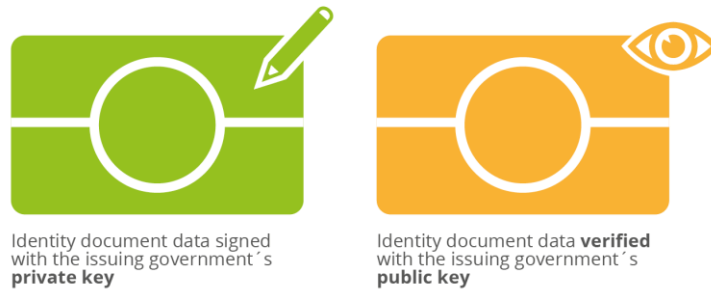 Identity document data signed
with the issuing government´s
private key
Identity document data verified
with the issuing government´s
public key